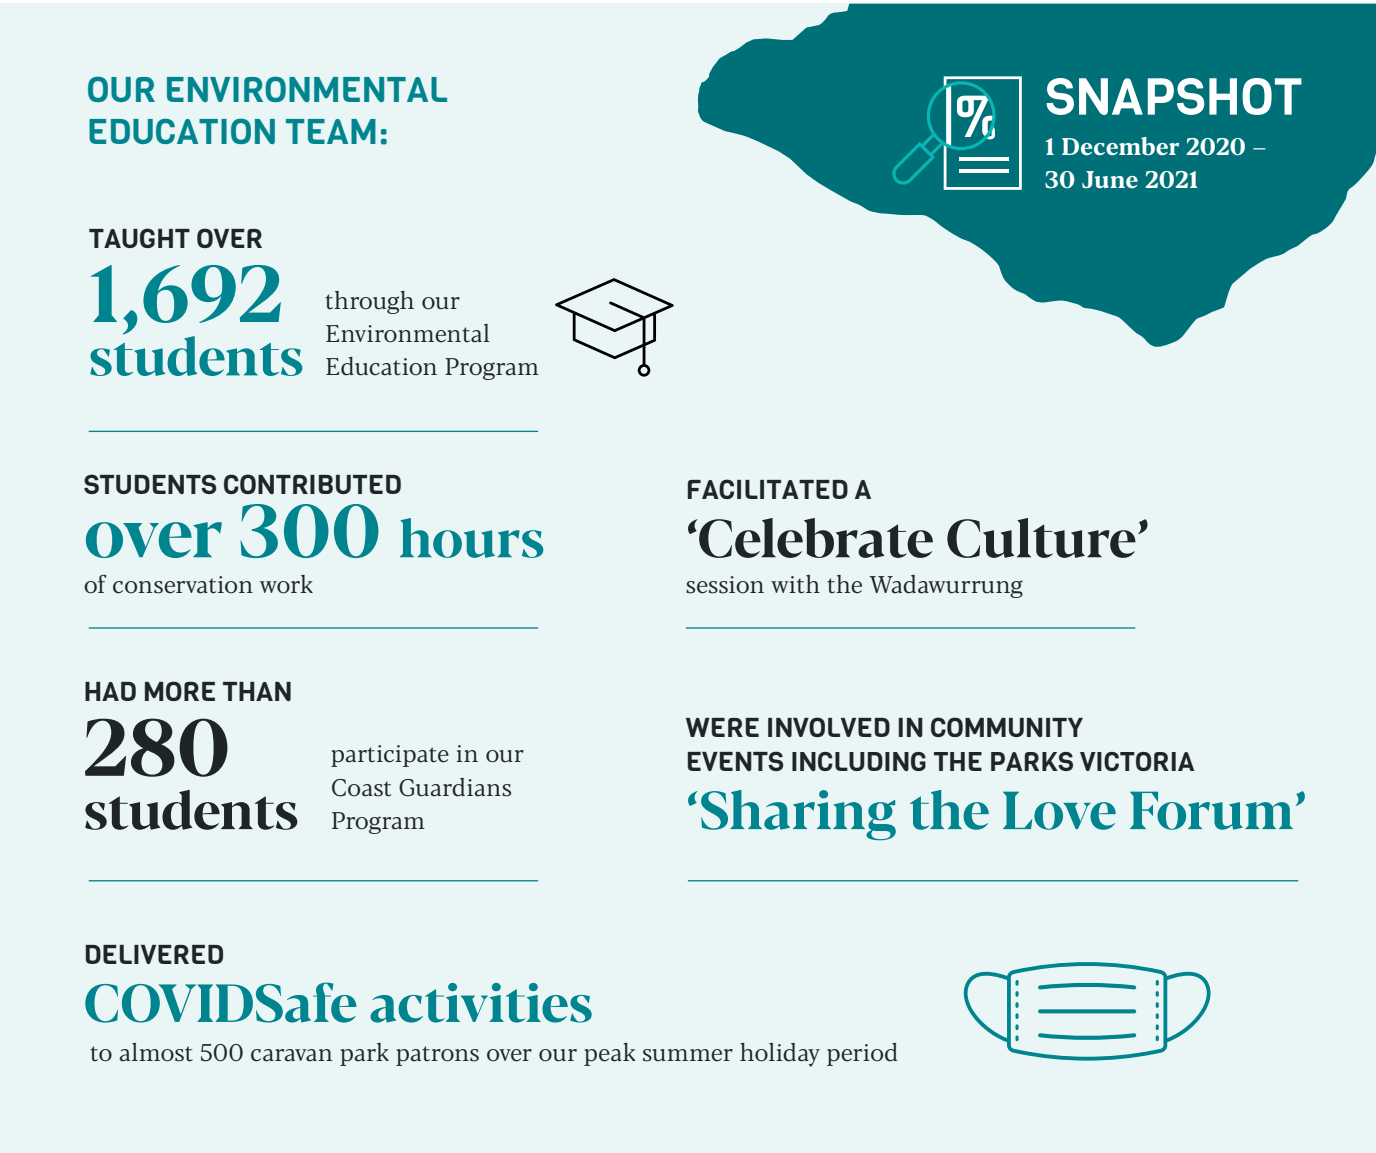 OUR ENVIRONMENTAL
EDUCATION TEAM:
%
SNAPSHOT
1 December 2020 –
30 June 2021
TAUGHT OVER
1,692
students
through our
Environmental
Education Program
STUDENTS CONTRIBUTED
over 300 hours
of conservation work
FACILITATED A
‘Celebrate Culture’
session with the Wadawurrung
HAD MORE THAN
280
students
participate in our
Coast Guardians
Program
WERE INVOLVED IN COMMUNITY
EVENTS INCLUDING THE PARKS VICTORIA
‘Sharing the Love Forum’
DELIVERED
COVIDSafe activities
to almost 500 caravan park patrons over our peak summer holiday period